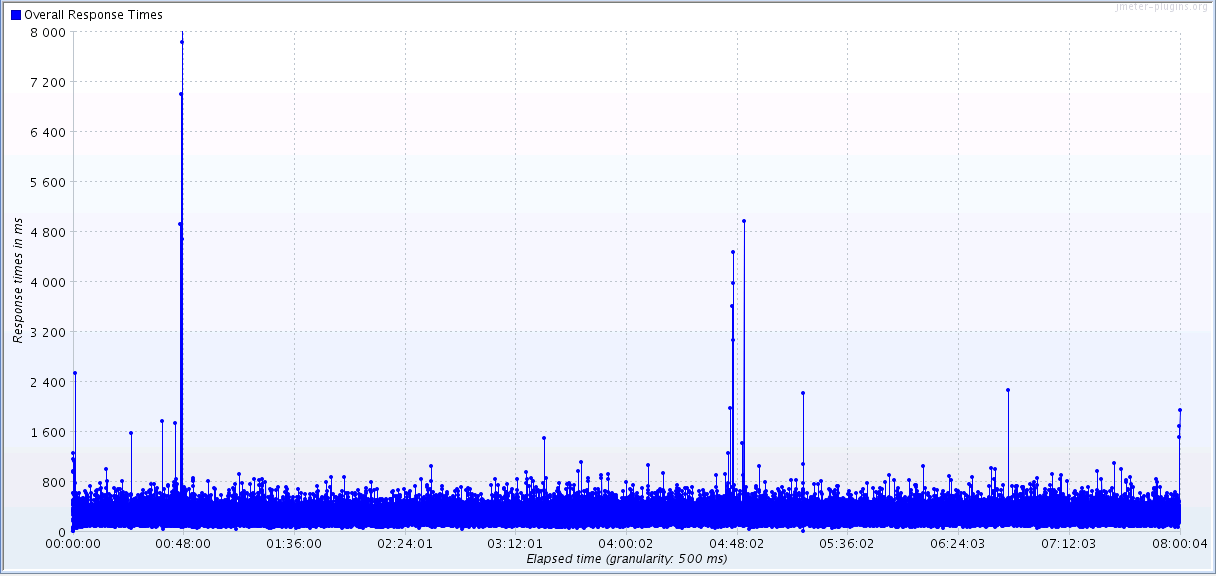 jmeter-plugins.org
Overall Response Times
8 000
7 200
6 400
5 600
4 800
4 000
3 200
2 400
1 600
800
0
Response times in ms
00:00:00 00:48:00 01:36:00 02:24:01 03:12:01 04:00:02 04:48:02 05:36:02 06:24:03 07:12:03 08:00:04
Elapsed time (granularity: 500 ms)